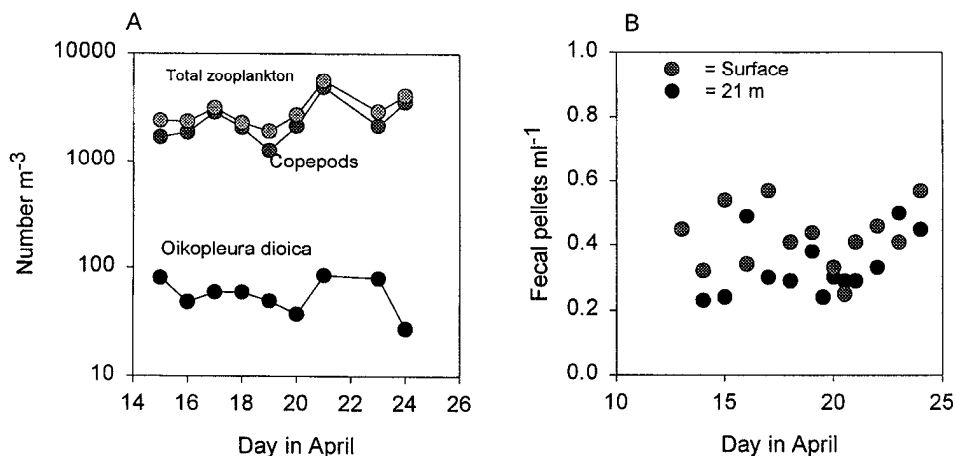 A
10000
1000
100
10
Number m⁻³
Total zooplankton
Copepods
Oikopleura dioica
14 16 18 20 22 24 26
Day in April
B
1.0
0.8
0.6
0.4
0.2
0.0
Fecal pellets ml⁻¹
= Surface
= 21 m
10 15 20 25
Day in April